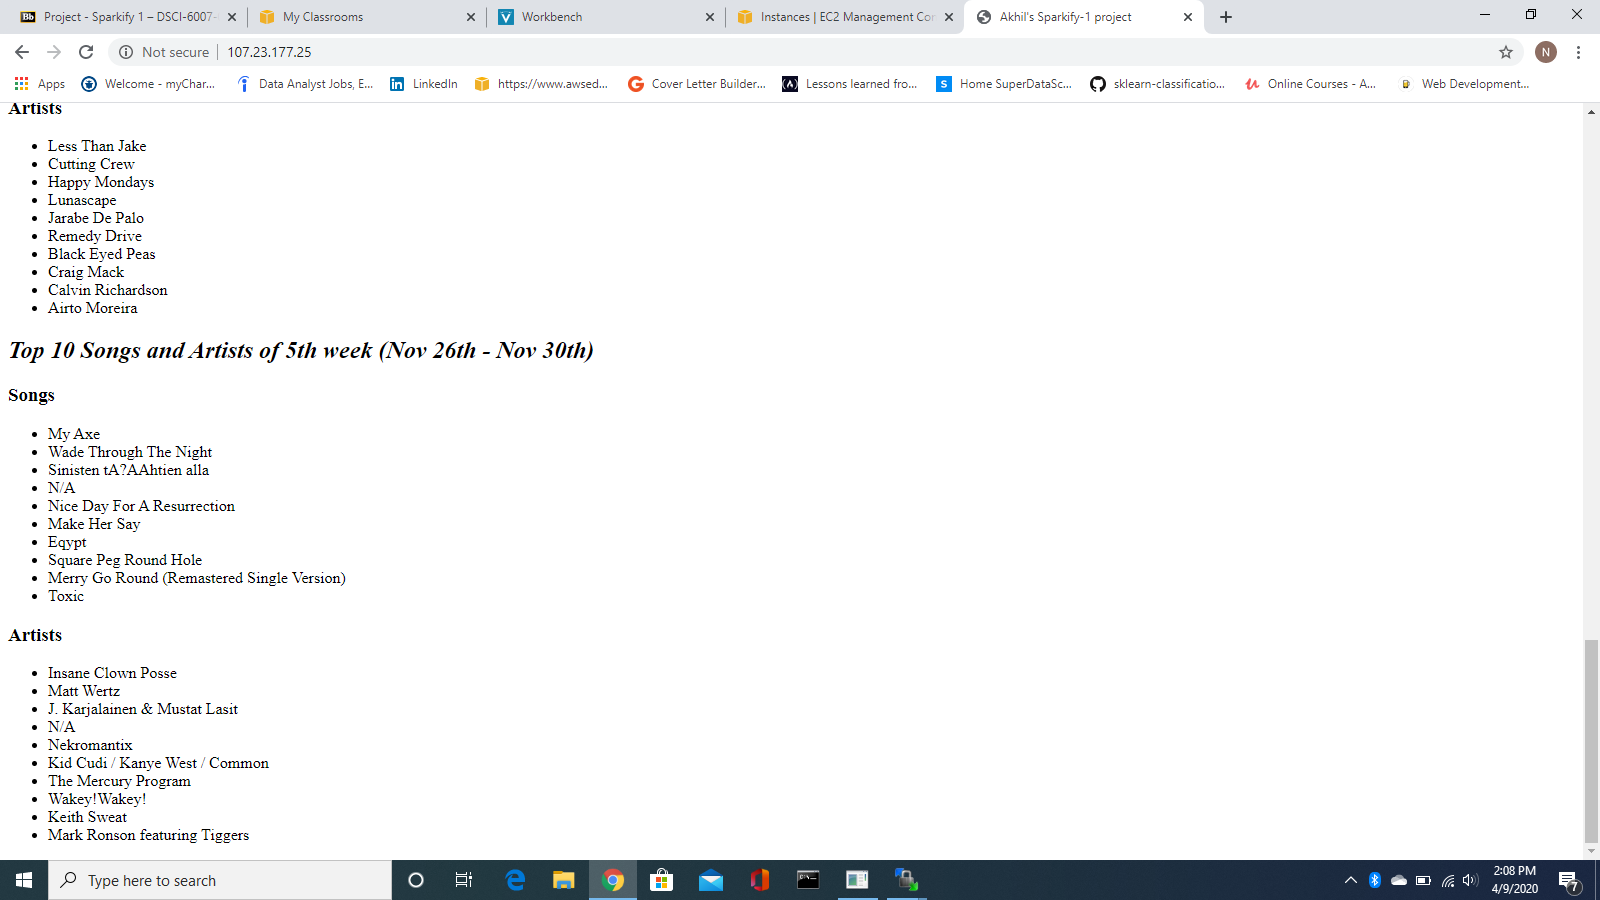 Project - Sparkify 1 – DSCI-6007-
My Classrooms
Workbench
Instances | EC2 Management Con
Akhil's Sparkify-1 project
Not secure | 107.23.177.25
N
Apps
Welcome - myChar...
Data Analyst Jobs, E...
LinkedIn
https://www.awsed...
Cover Letter Builder...
Lessons learned fro...
Home SuperDataSc...
sklearn-classificatio...
Online Courses - A...
Web Development...
Artists
Less Than Jake
Cutting Crew
Happy Mondays
Lunascape
Jarabe De Palo
Remedy Drive
Black Eyed Peas
Craig Mack
Calvin Richardson
Airto Moreira
Top 10 Songs and Artists of 5th week (Nov 26th - Nov 30th)
Songs
My Axe
Wade Through The Night
Sinisten tA?AAhtien alla
N/A
Nice Day For A Resurrection
Make Her Say
Eqypt
Square Peg Round Hole
Merry Go Round (Remastered Single Version)
Toxic
Artists
Insane Clown Posse
Matt Wertz
J. Karjalainen & Mustat Lasit
N/A
Nekromantix
Kid Cudi / Kanye West / Common
The Mercury Program
Wakey!Wakey!
Keith Sweat
Mark Ronson featuring Tiggers
Type here to search
2:08 PM
4/9/2020
7